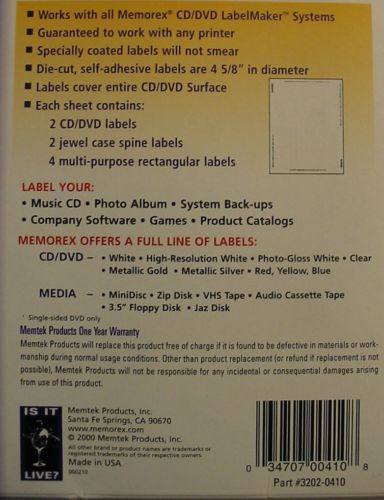 ▪ Works with all Memorex® CD/DVD LabelMaker™ Systems
▪ Guaranteed to work with any printer
▪ Specially coated labels will not smear
▪ Die-cut, self-adhesive labels are 4 5/8" in diameter
▪ Labels cover entire CD/DVD Surface
▪ Each sheet contains:
2 CD/DVD labels
2 jewel case spine labels
4 multi-purpose rectangular labels
LABEL YOUR:
• Music CD • Photo Album • System Back-ups
• Company Software • Games • Product Catalogs
MEMOREX OFFERS A FULL LINE OF LABELS:
CD/DVD – • White • High-Resolution White • Photo-Gloss White • Clear
• Metallic Gold • Metallic Silver • Red, Yellow, Blue
MEDIA – • MiniDisc • Zip Disk • VHS Tape • Audio Cassette Tape
• 3.5" Floppy Disk • Jaz Disk
* Single-sided DVD only
Memtek Products One Year Warranty
Memtek Products will replace this product free of charge if it is found to be defective in materials or work-
manship during normal usage conditions. Other than product replacement (or refund if replacement is not
possible), Memtek Products will not be responsible for any incidental or consequential damages arising
from use of this product.
IS IT
LIVE?
Memtek Products, Inc.
Santa Fe Springs, CA 90670
www.memorex.com
© 2000 Memtek Products, Inc.
All other brand or product names are trademarks or
registered trademarks of their respective owners.
Made in USA
060210
0 34707 00410 8
Part #3202-0410